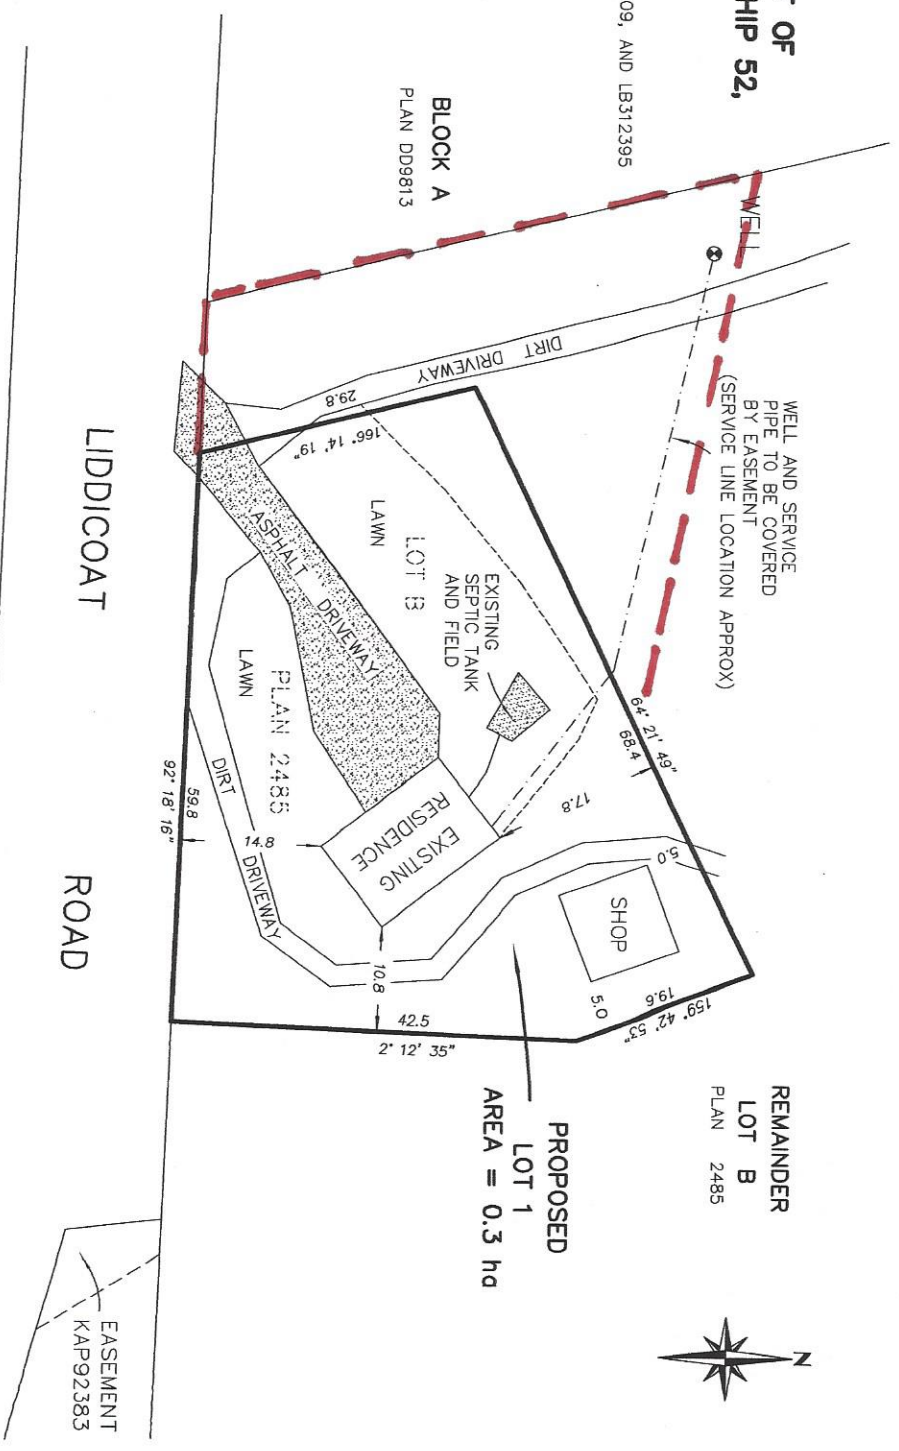 T OF
HIP 52,
09, AND LB312395
BLOCK A
PLAN DD9813
WELL
WELL AND SERVICE
PIPE TO BE COVERED
BY EASEMENT
(SERVICE LINE LOCATION APPROX)
DIRT DRIVEWAY
29.8
166° 14' 19"
LAWN
LOT B
ASPHALT DRIVEWAY
EXISTING
SEPTIC TANK
AND FIELD
64° 21' 49"
68.4
LAWN
PLAN 2485
DIRT DRIVEWAY
EXISTING
RESIDENCE
17.8
14.8
59.8
92° 18' 16"
5.0
SHOP
5.0
19.6
159° 42' 53"
10.8
42.5
2° 12' 35"
LIDDICOAT ROAD
PROPOSED
LOT 1
AREA = 0.3 ha
REMAINDER
LOT B
PLAN 2485
EASEMENT
KAP92383
N